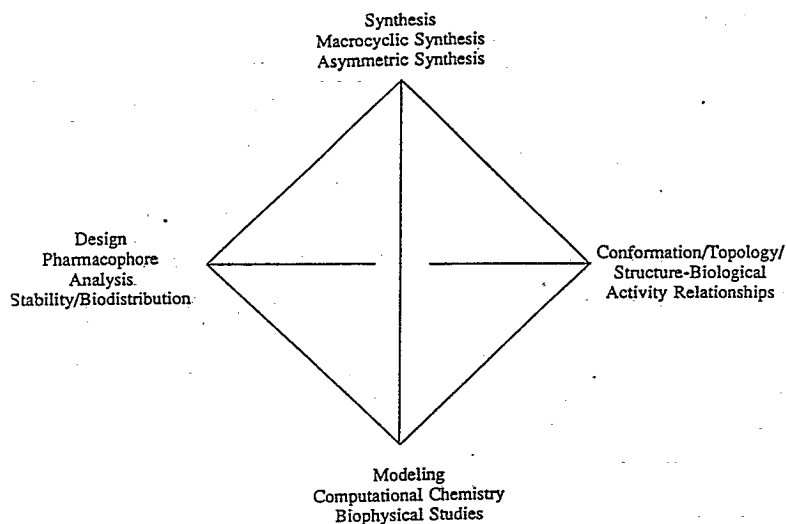 Synthesis
Macrocyclic Synthesis
Asymmetric Synthesis
Design
Pharmacophore
Analysis.
Stability/Biodistribution
Conformation/Topology/
Structure-Biological
Activity Relationships
Modeling
Computational Chemistry
Biophysical Studies